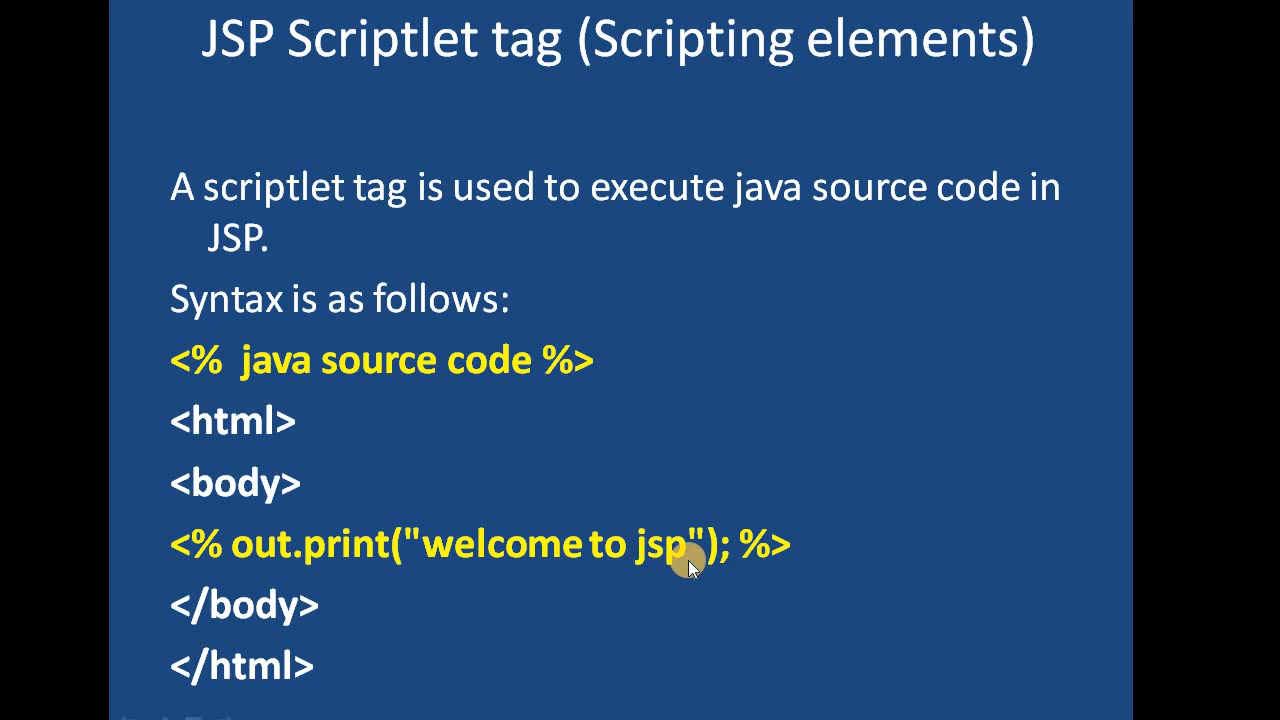 JSP Scriptlet tag (Scripting elements)
A scriptlet tag is used to execute java source code in
JSP.
Syntax is as follows:
<% java source code %>
<html>
<body>
<% out.print("welcome to jsp"); %>
</body>
</html>